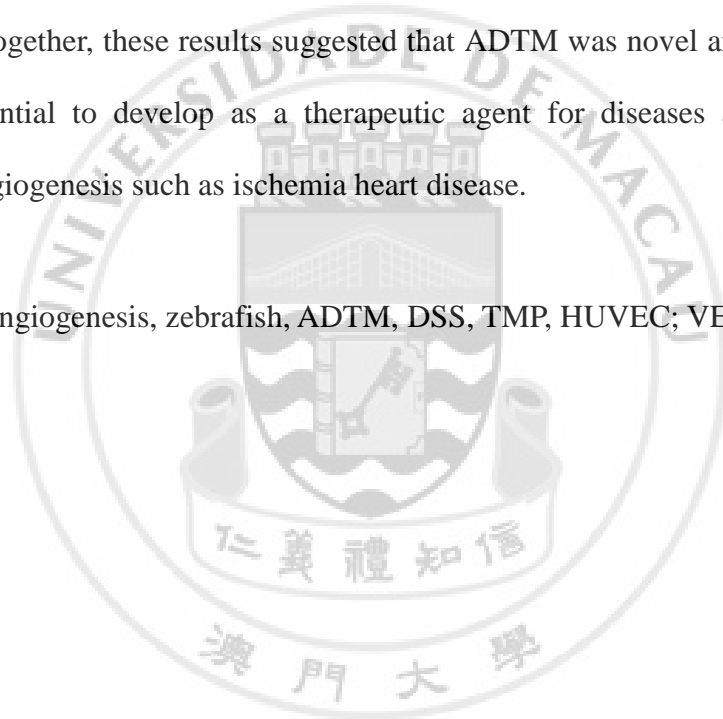 ogether, these results suggested that ADTM was novel a
ential to develop as a therapeutic agent for diseases
giogenesis such as ischemia heart disease.
ngiogenesis, zebrafish, ADTM, DSS, TMP, HUVEC; VE
UNIVERSIDADE DE MACAU
仁義禮知信
澳門大學